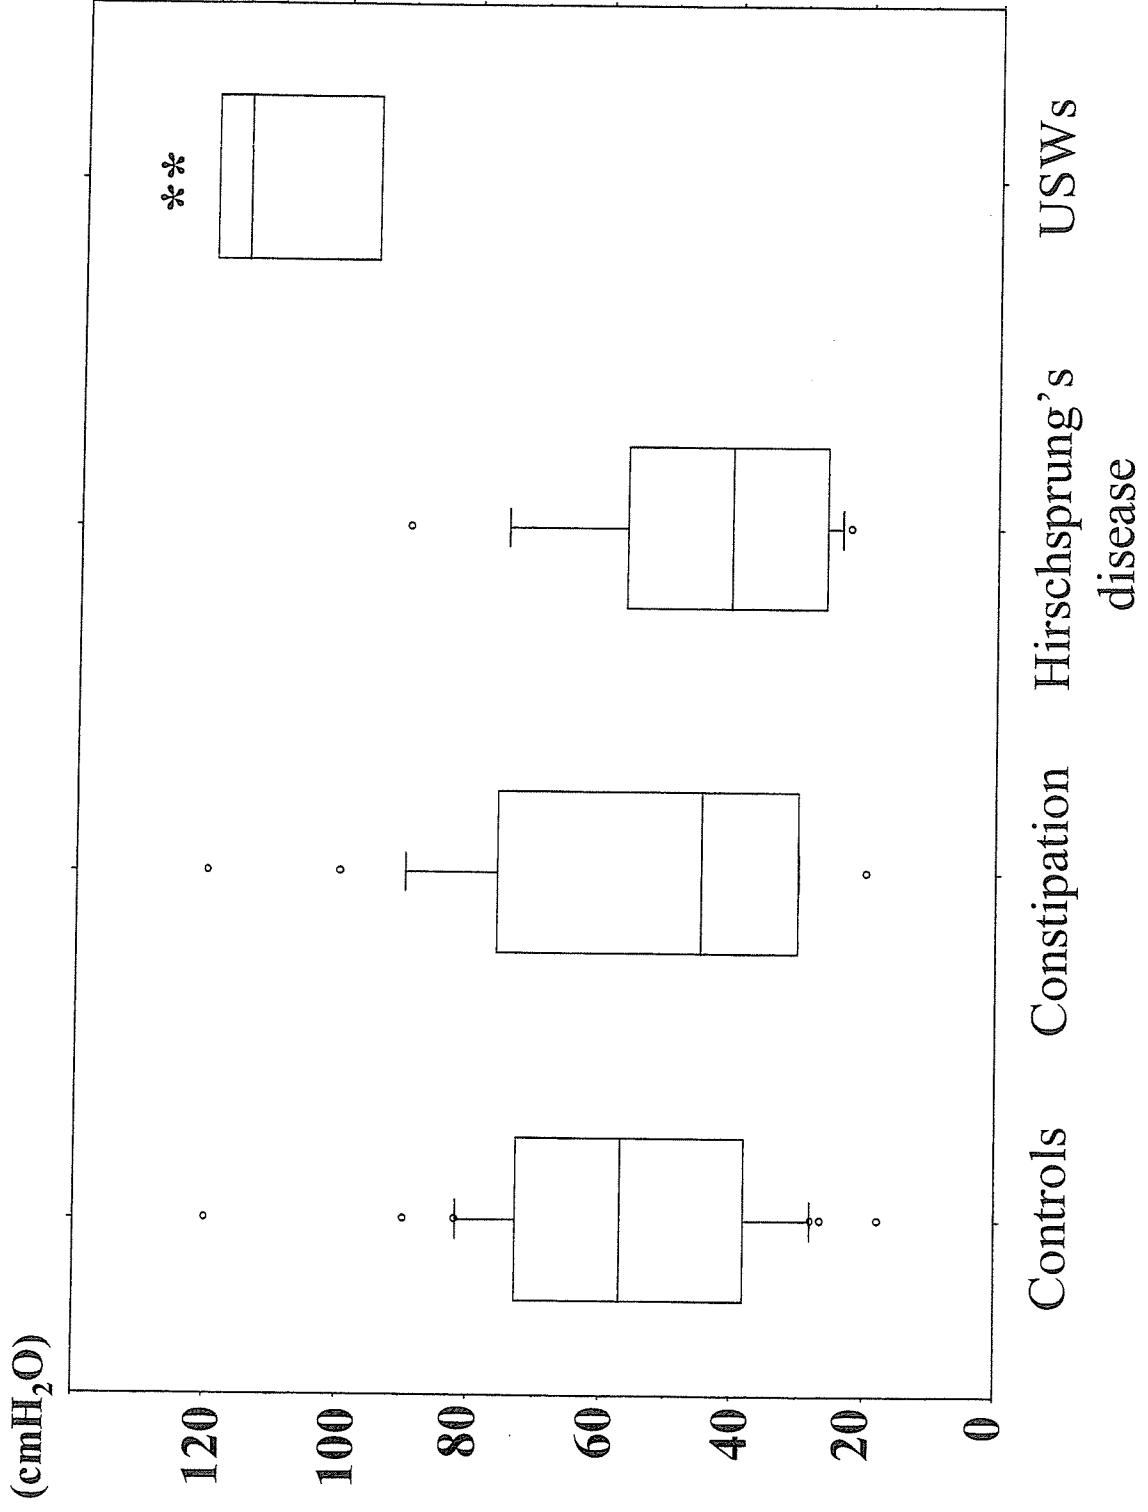 (cmH₂O)
120
100
80
60
40
20
0
**
Controls
Constipation
Hirschsprung's
disease
USWs